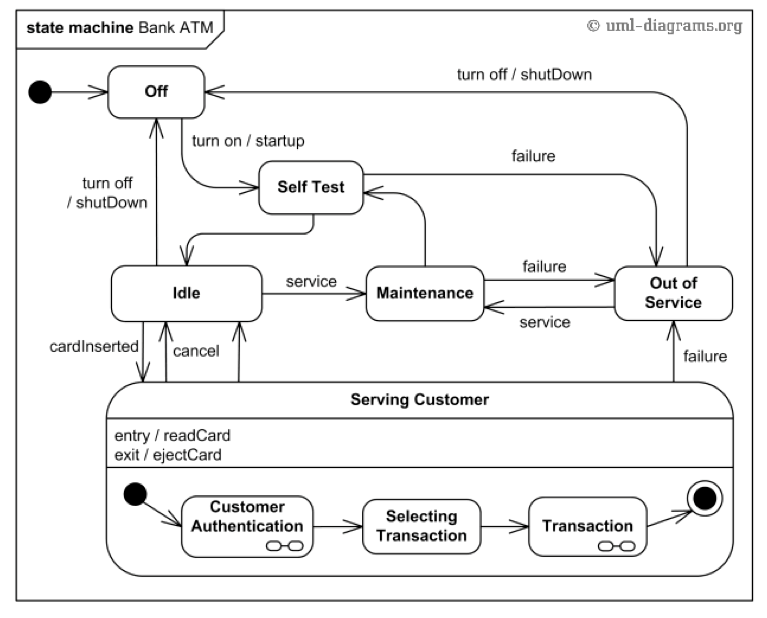 state machine Bank ATM
© uml-diagrams.org
turn off / shutDown
Off
turn on / startup
failure
turn off
/ shutDown
Self Test
Idle
service
Maintenance
failure
Out of
Service
service
cardInserted
cancel
failure
Serving Customer
entry / readCard
exit / ejectCard
Customer
Authentication
Selecting
Transaction
Transaction